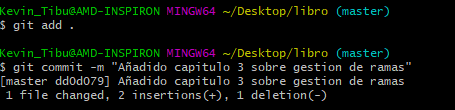 Kevin_Tibu@AMD-INSPIRON MINGW64 ~/Desktop/libro (master)
$ git add .
Kevin_Tibu@AMD-INSPIRON MINGW64 ~/Desktop/libro (master)
$ git commit -m "Añadido capitulo 3 sobre gestion de ramas"
[master dd0d079] Añadido capitulo 3 sobre gestion de ramas
1 file changed, 2 insertions(+), 1 deletion(-)